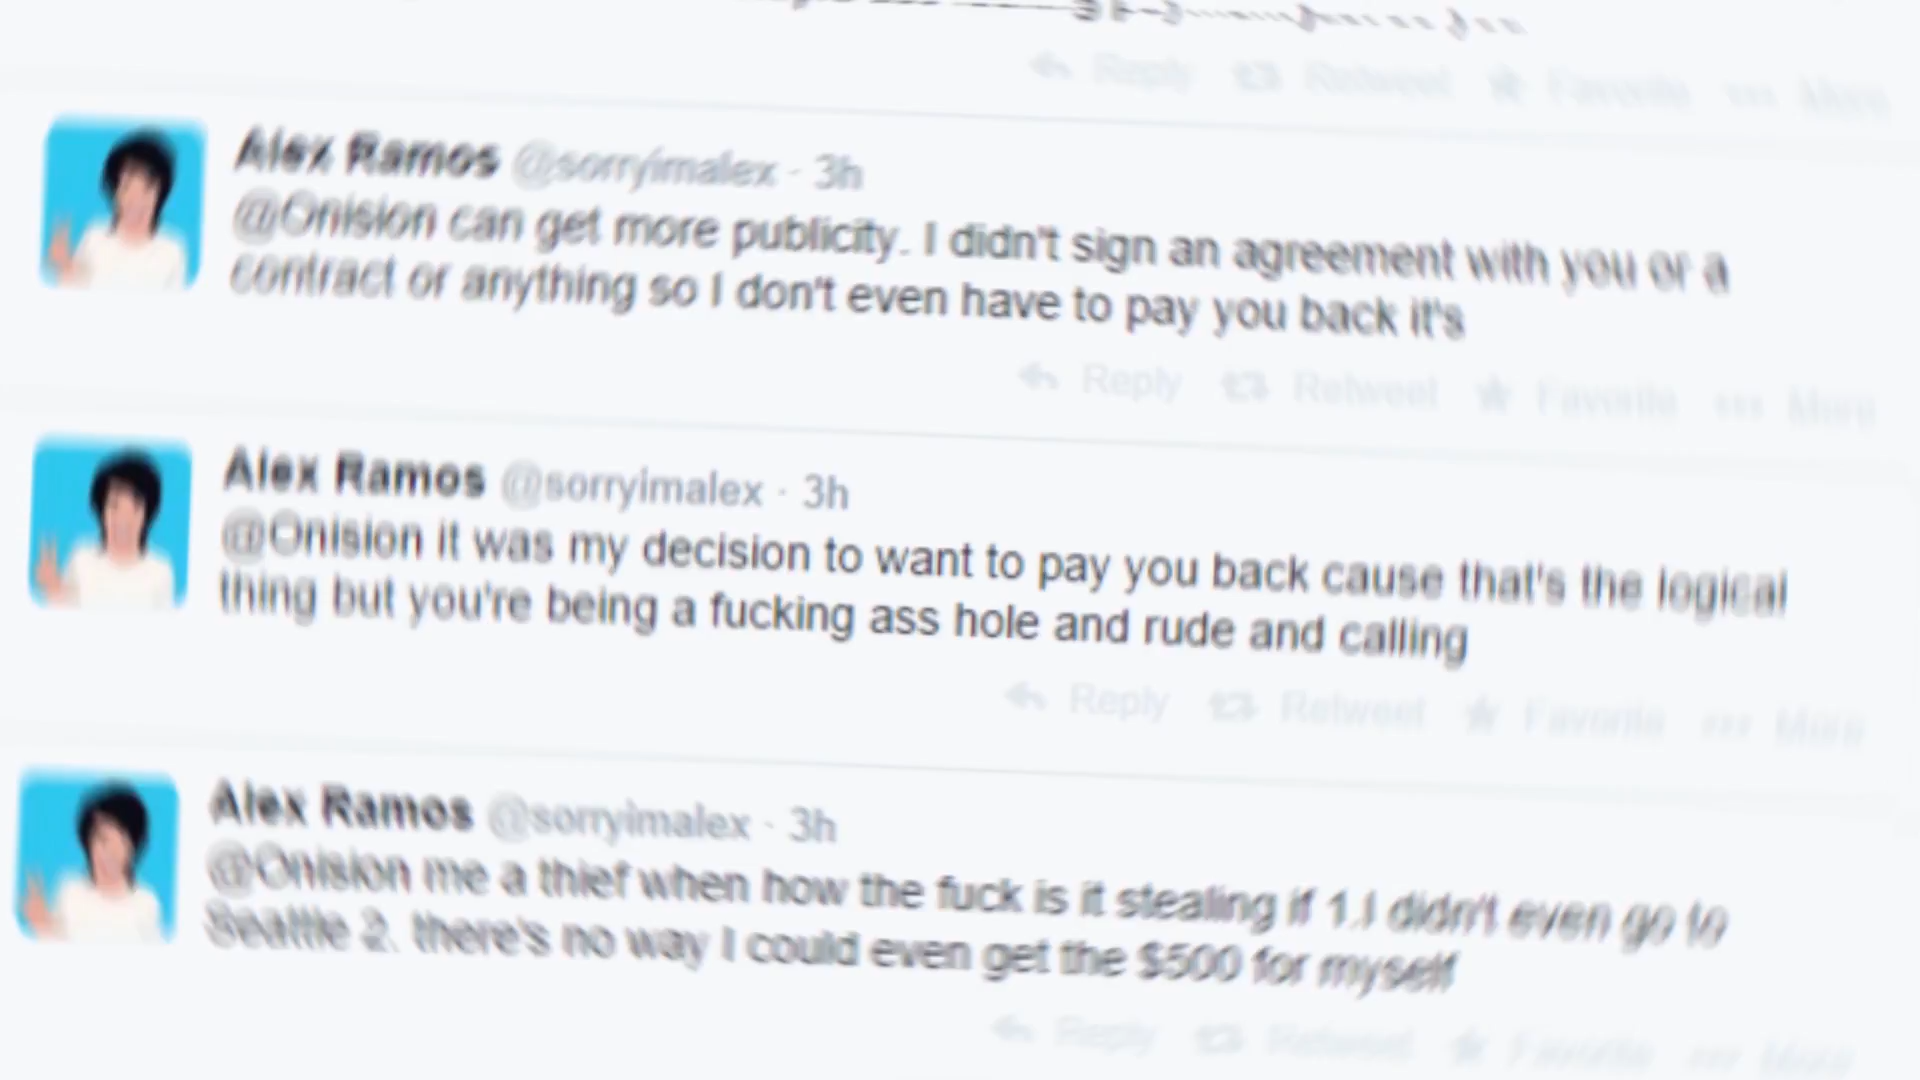 Reply Retweet Favorite More
Alex Ramos @sorryimalex · 3h
@Onision can get more publicity. I didn't sign an agreement with you or a
contract or anything so I don't even have to pay you back it's
Reply Retweet Favorite More
Alex Ramos @sorryimalex · 3h
@Onision it was my decision to want to pay you back cause that's the logical
thing but you're being a fucking ass hole and rude and calling
Reply Retweet Favorite More
Alex Ramos @sorryimalex · 3h
@Onision me a thief when how the fuck is it stealing if 1.I didn't even go to
Seattle 2. there's no way I could even get the $500 for myself
Reply Retweet Favorite More